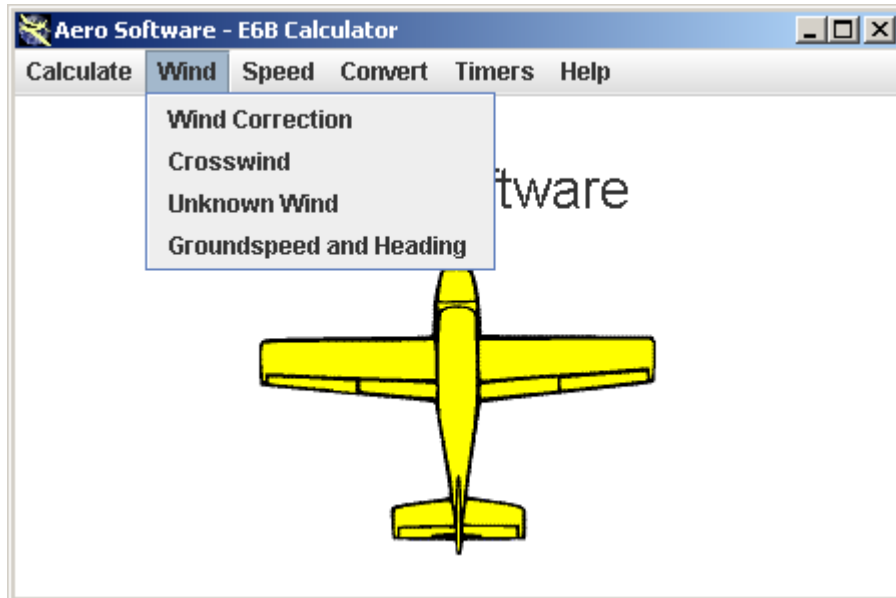 Aero Software - E6B Calculator
Calculate Wind Speed Convert Timers Help
Wind Correction
Crosswind
Unknown Wind
Groundspeed and Heading
ftware